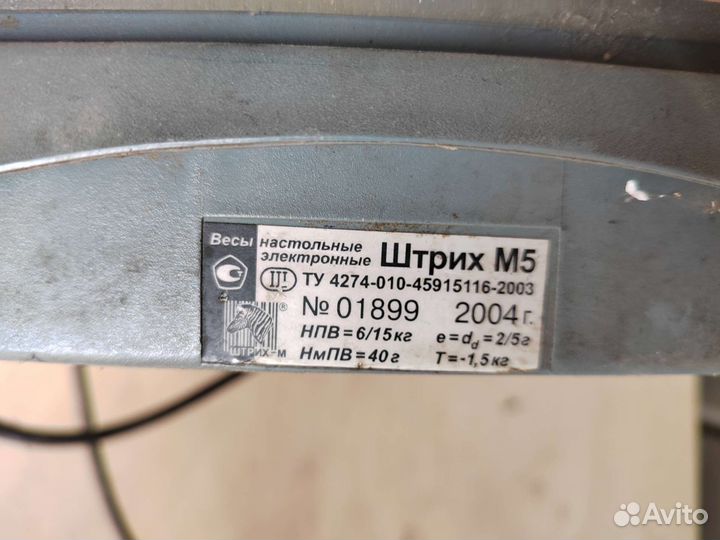 Весы настольные электронные Штрих М5
III ТУ 4274-010-45915116-2003
№ 01899 2004 г.
НПВ = 6/15 кг e = dd = 2/5 г
НмПВ = 40 г T = -1,5 кг
ШТРИХ-М
Avito